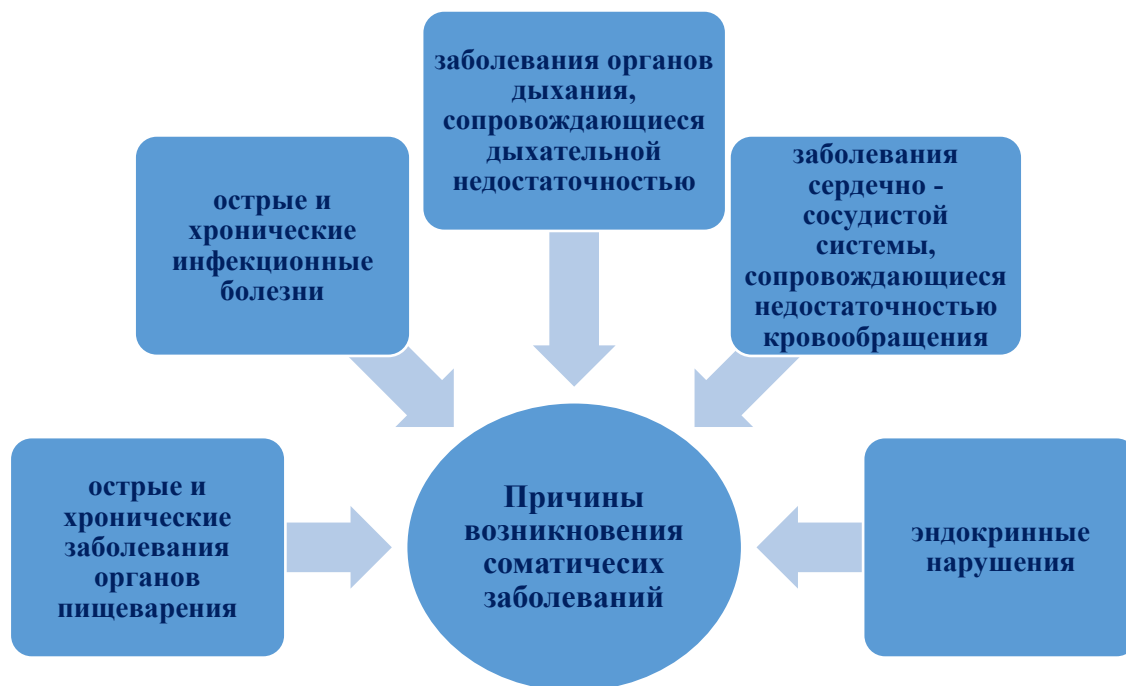 заболевания органов
дыхания,
сопровождающиеся
дыхательной
недостаточностью
острые и
хронические
инфекционные
болезни
заболевания
сердечно -
сосудистой
системы,
сопровождающиеся
недостаточностью
кровообращения
острые и
хронические
заболевания
органов
пищеварения
Причины
возникновения
соматичесих
заболеваний
эндокринные
нарушения